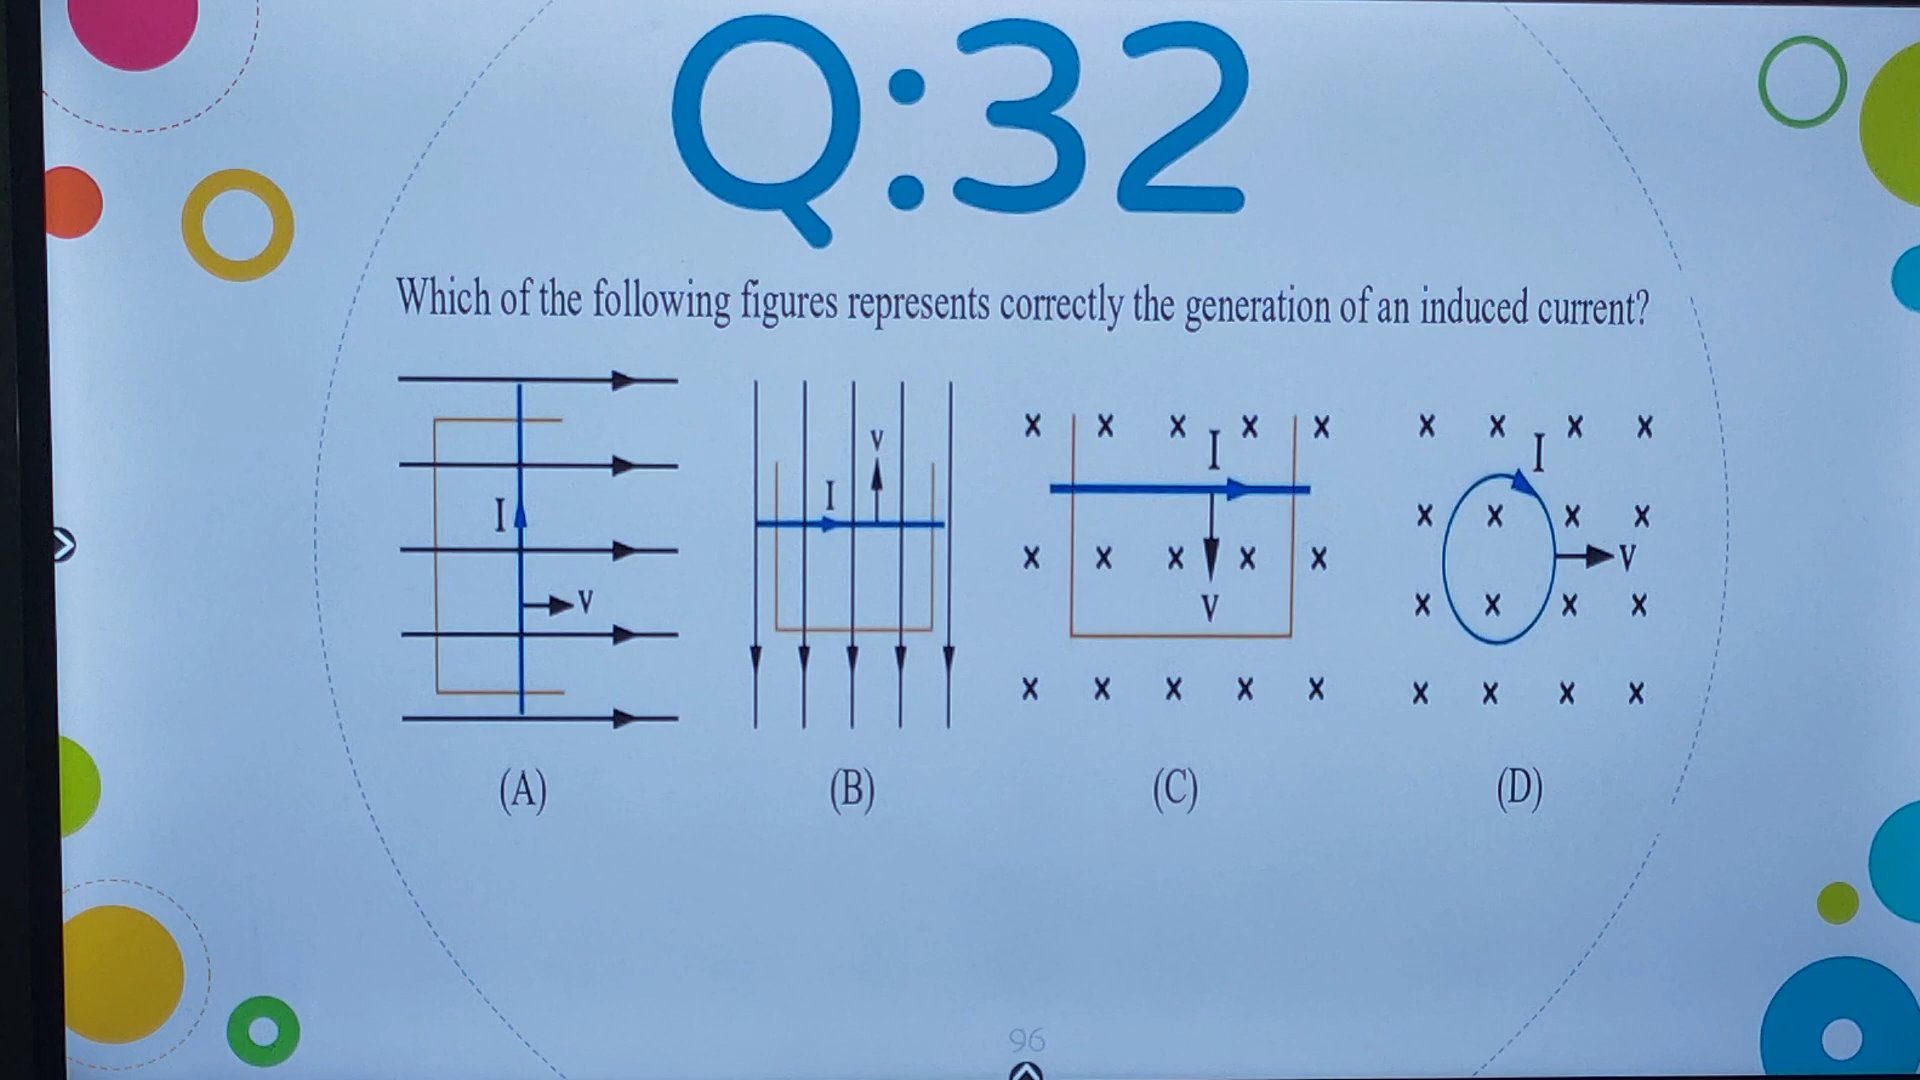 Q:32
Which of the following figures represents correctly the generation of an induced current?
I
V
(A)
V
I
(B)
x x x x x
I
x x x x x
V
x x x x x
(C)
x x x x
I
x x x x
V
x x x x
x x x x
(D)
96